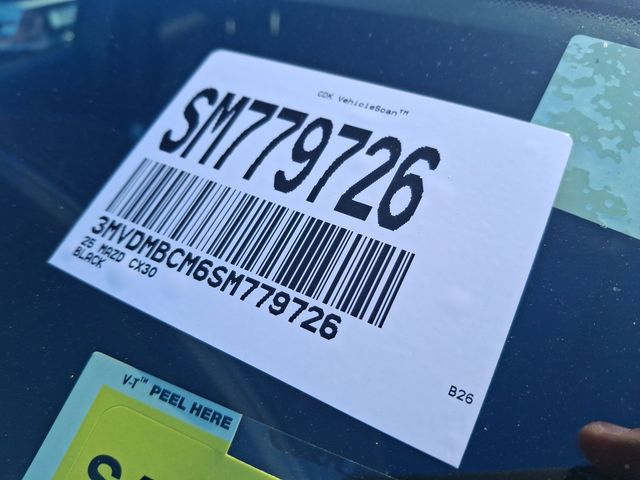 CDK VehicleScan™
SM779726
3MVDMBCM6SM779726
25 MAZD CX30
BLACK
B26
V-T™ PEEL HERE